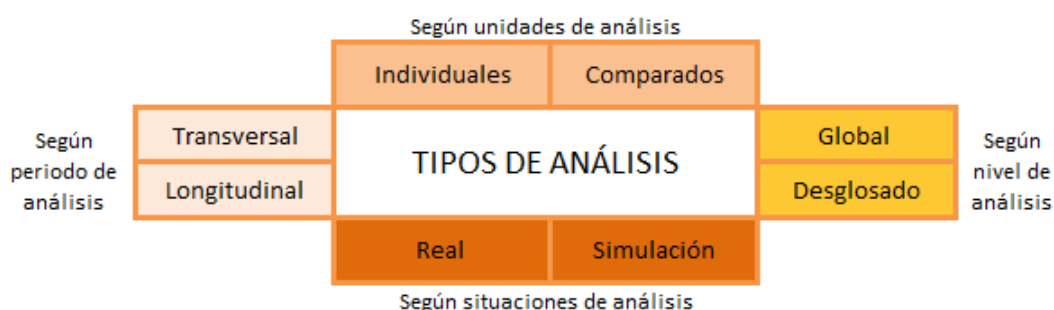 Según unidades de análisis
Individuales
Comparados
Según
periodo de
análisis
Transversal
Longitudinal
TIPOS DE ANÁLISIS
Global
Desglosado
Según
nivel de
análisis
Real
Simulación
Según situaciones de análisis